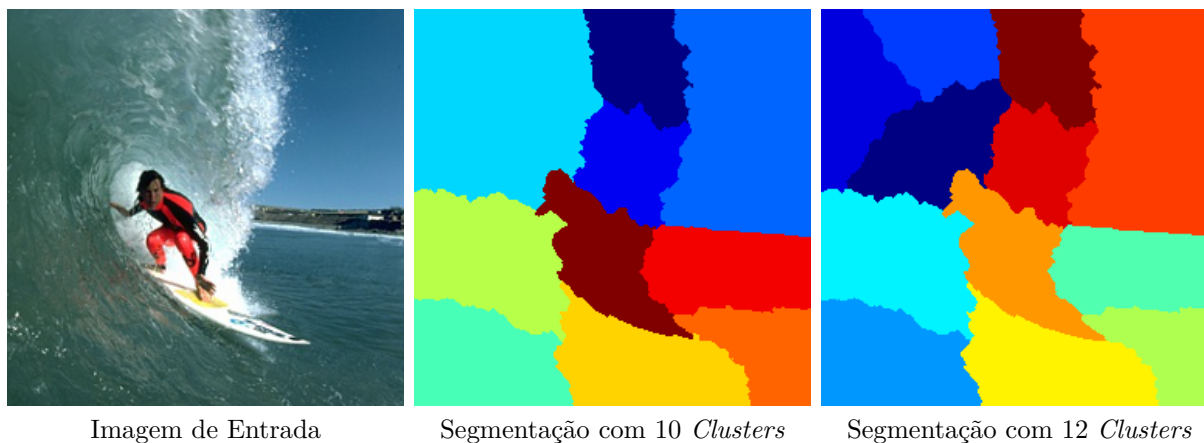 Imagem de Entrada
Segmentação com 10 Clusters
Segmentação com 12 Clusters